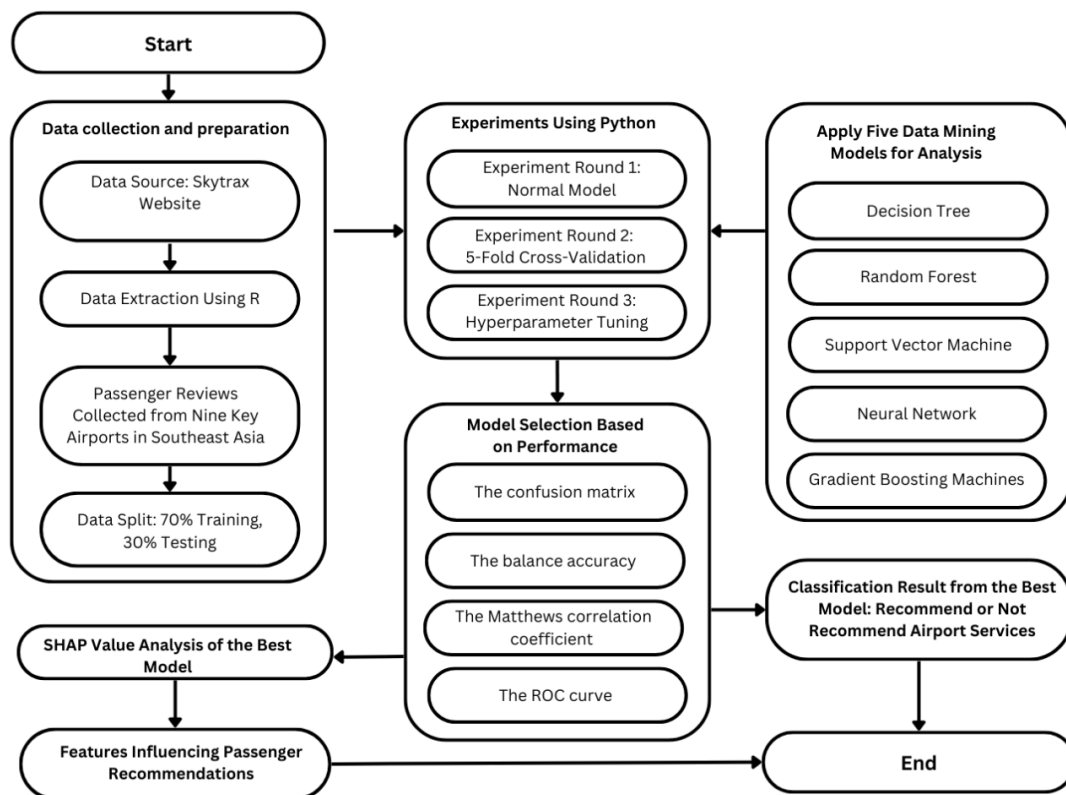 Start
Data collection and preparation
Data Source: Skytrax
Website
Data Extraction Using R
Passenger Reviews
Collected from Nine Key
Airports in Southeast Asia
Data Split: 70% Training,
30% Testing
Experiments Using Python
Experiment Round 1:
Normal Model
Experiment Round 2:
5-Fold Cross-Validation
Experiment Round 3:
Hyperparameter Tuning
Apply Five Data Mining
Models for Analysis
Decision Tree
Random Forest
Support Vector Machine
Neural Network
Gradient Boosting Machines
Model Selection Based
on Performance
The confusion matrix
The balance accuracy
The Matthews correlation
coefficient
The ROC curve
Classification Result from the Best
Model: Recommend or Not
Recommend Airport Services
SHAP Value Analysis of the Best
Model
Features Influencing Passenger
Recommendations
End